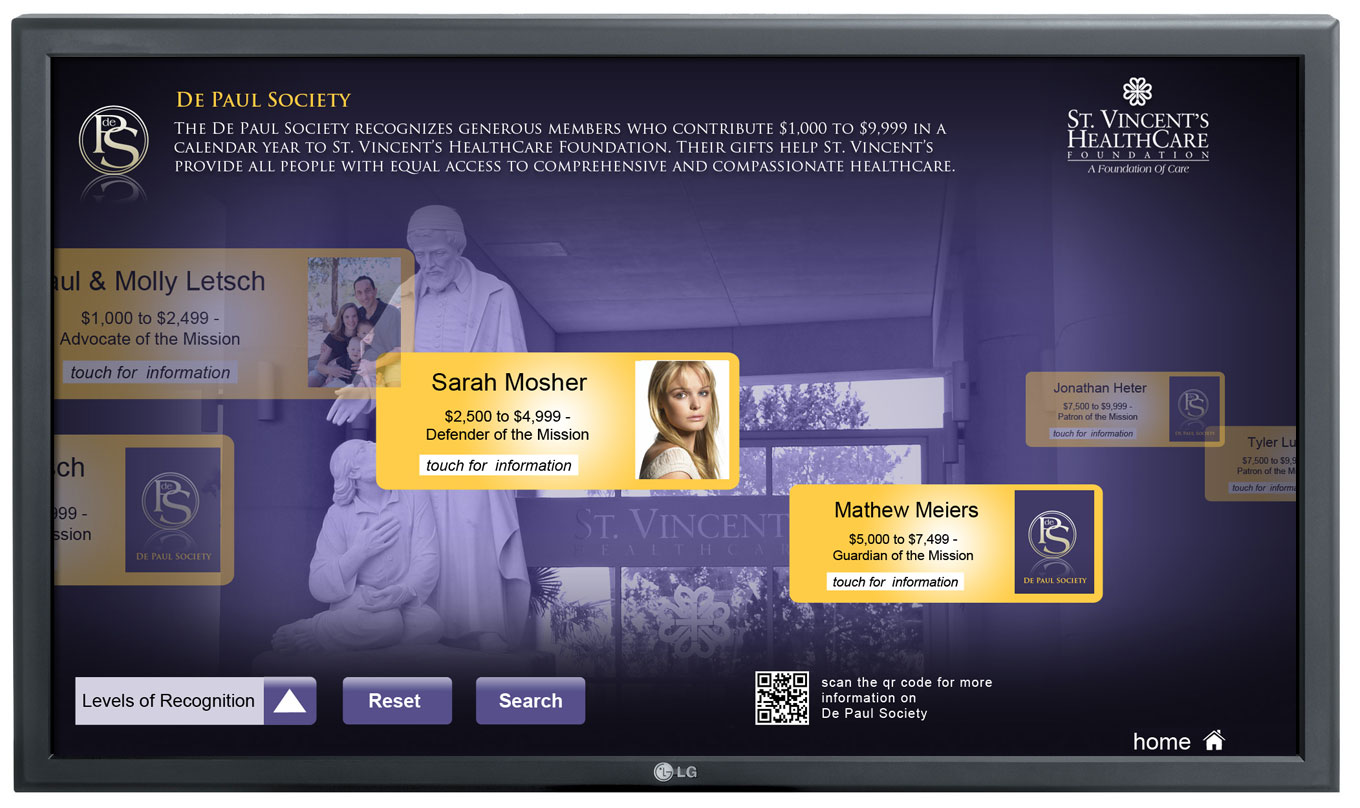 De Paul Society
The De Paul Society recognizes generous members who contribute $1,000 to $9,999 in a
calendar year to St. Vincent's HealthCare Foundation. Their gifts help St. Vincent's
provide all people with equal access to comprehensive and compassionate healthcare.
de PS
St. Vincent's
HealthCare
FOUNDATION
A Foundation Of Care
aul & Molly Letsch
$1,000 to $2,499 -
Advocate of the Mission
touch for information
Sarah Mosher
$2,500 to $4,999 -
Defender of the Mission
touch for information
Jonathan Heter
$7,500 to $9,999 -
Patron of the Mission
touch for information
de PS
De Paul Society
Tyler Lu
$7,500 to $9,9
Patron of the M
touch for informa
sch
999 -
ssion
de PS
De Paul Society
Mathew Meiers
$5,000 to $7,499 -
Guardian of the Mission
touch for information
de PS
De Paul Society
St. Vincent
HEALTHCAR
Levels of Recognition
Reset
Search
scan the qr code for more
information on
De Paul Society
home
LG